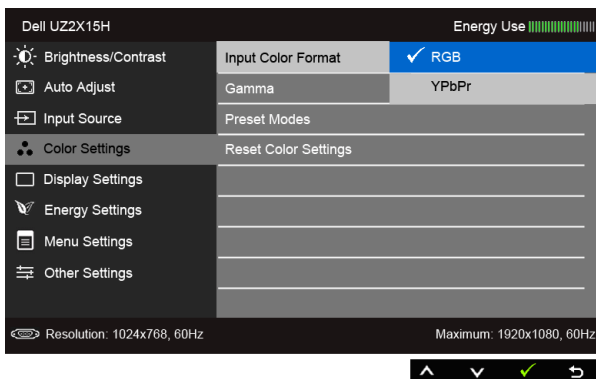 Dell UZ2X15H Energy Use
Brightness/Contrast Input Color Format RGB
Auto Adjust Gamma YPbPr
Input Source Preset Modes
Color Settings Reset Color Settings
Display Settings
Energy Settings
Menu Settings
Other Settings
Resolution: 1024x768, 60Hz Maximum: 1920x1080, 60Hz